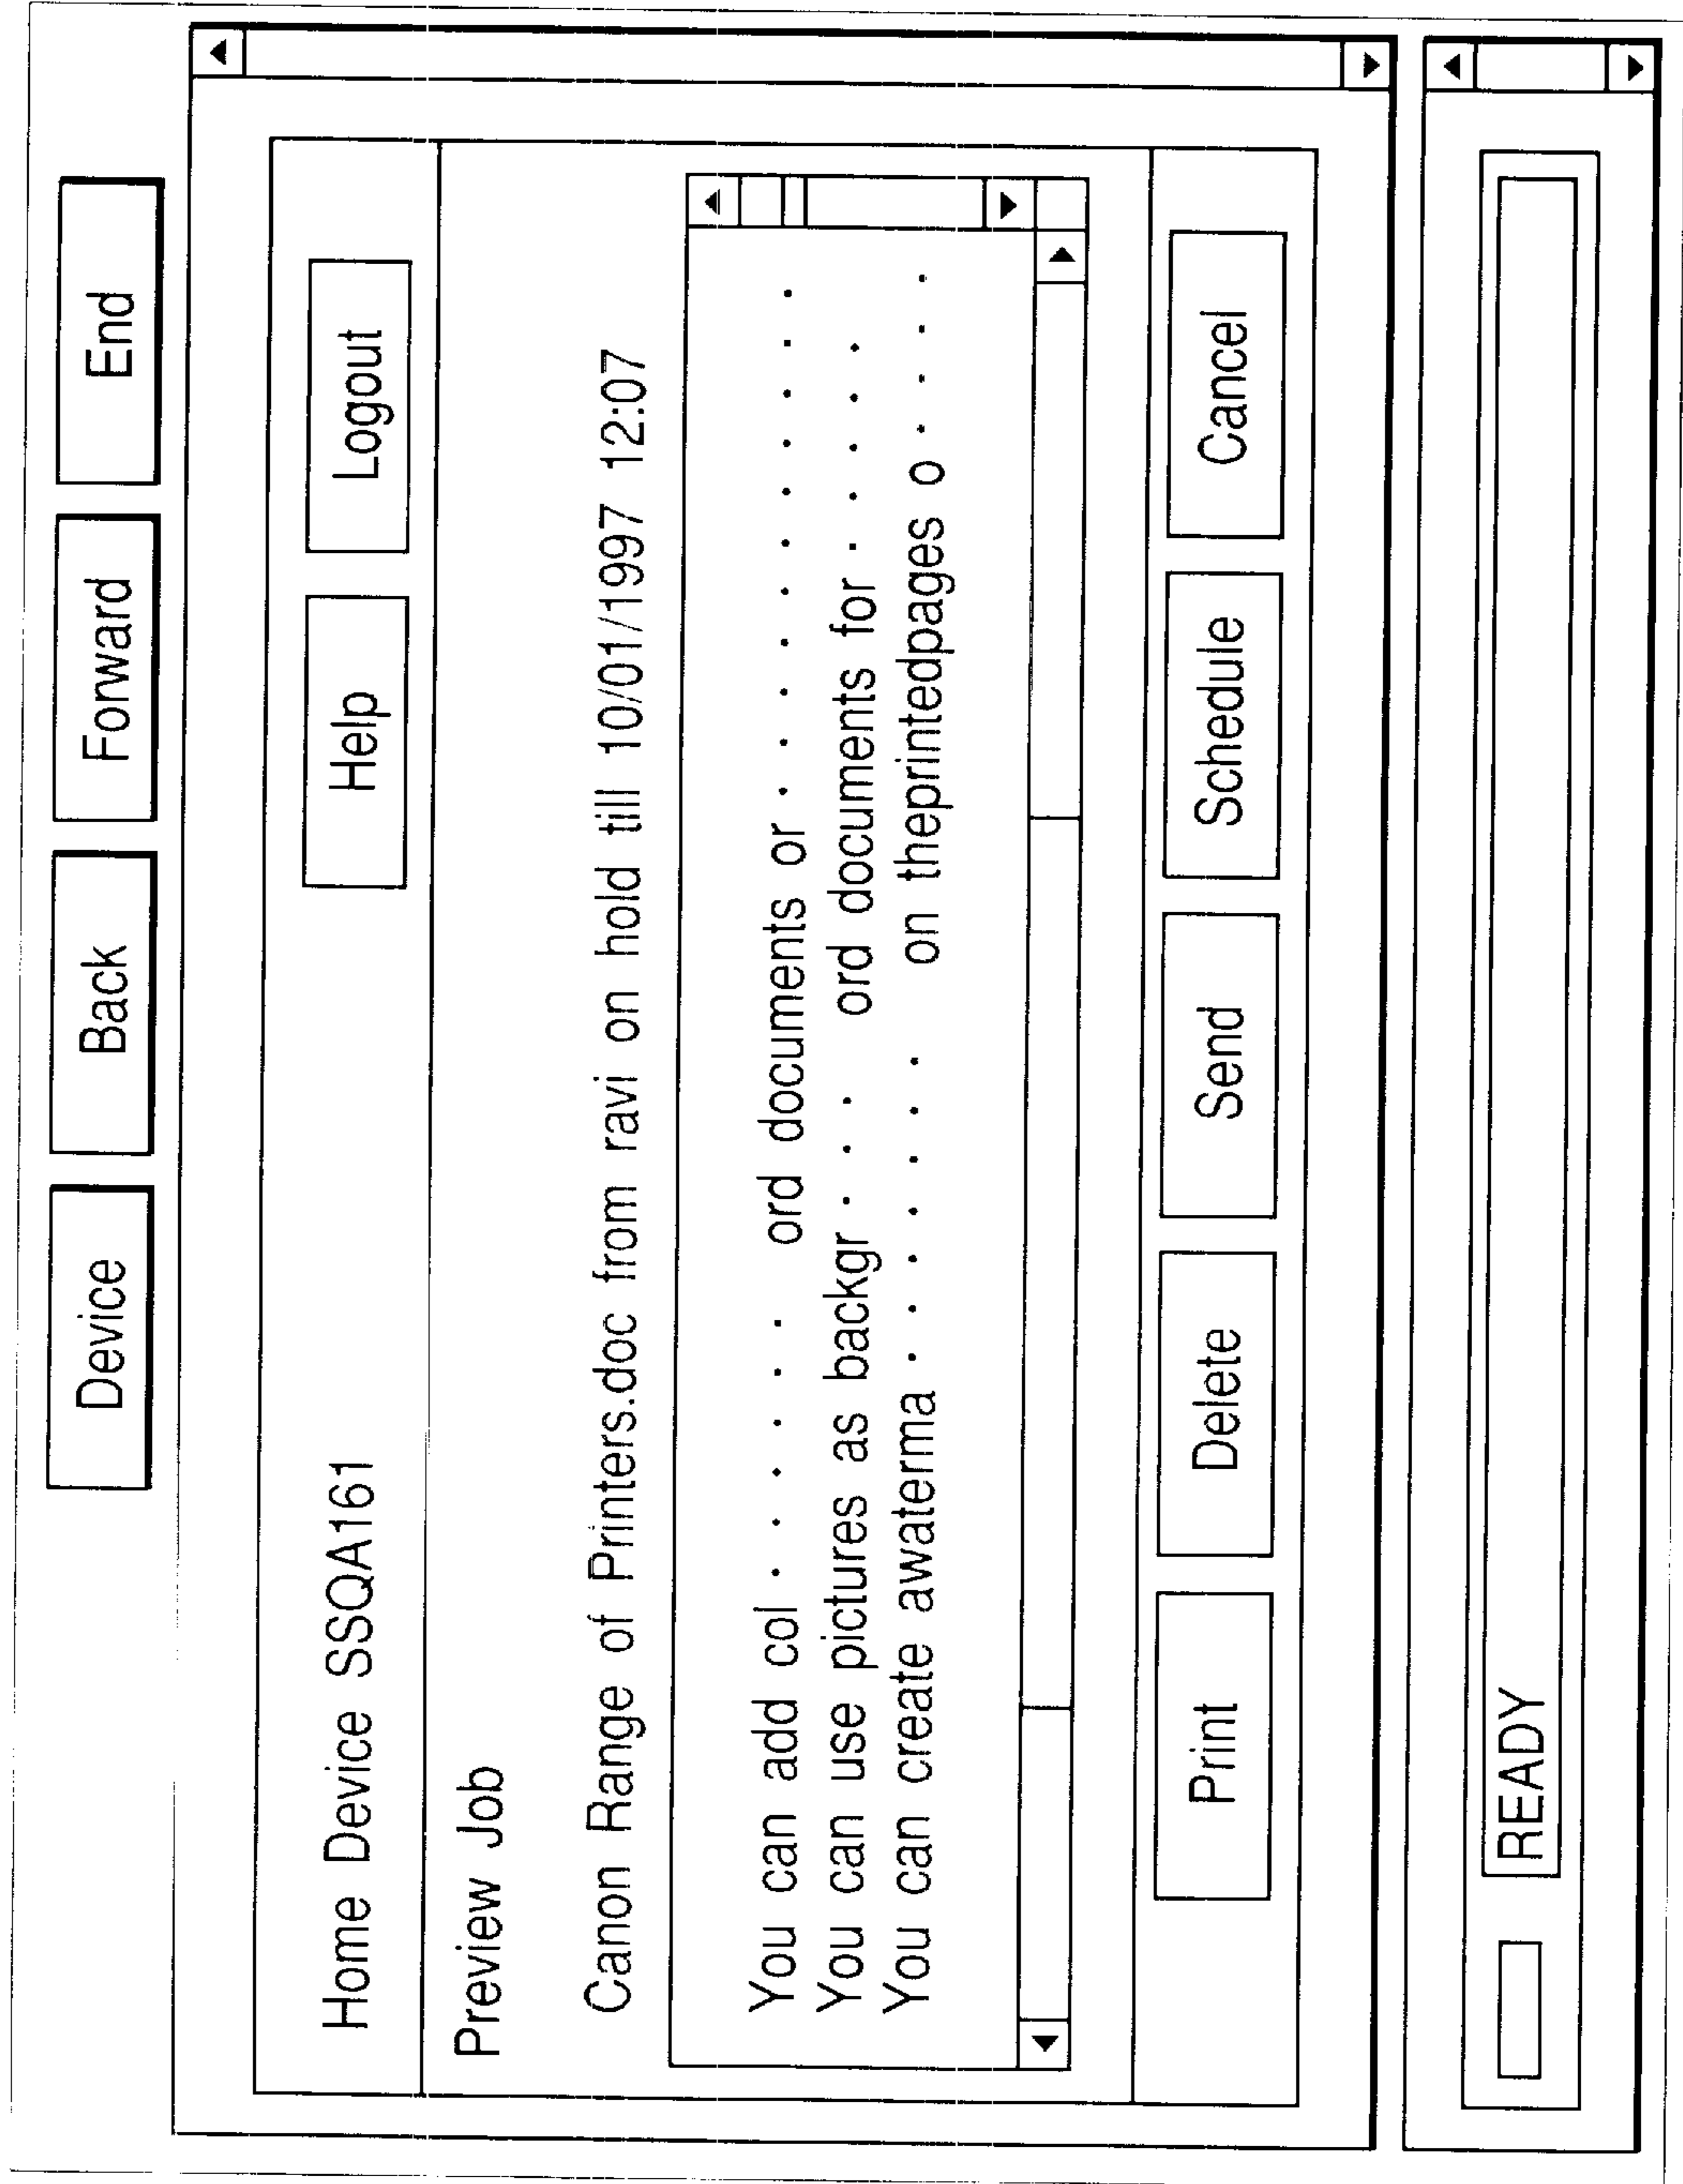 Device Back Forward End
Home Device SSQA161 Help Logout
Preview Job
Canon Range of Printers.doc from ravi on hold till 10/01/1997 12:07
You can add col . . . . . . ord documents or . . . . . . . . . . .
You can use pictures as backgr . . . ord documents for . . . . .
You can create awaterma . . . . . . . on theprintedpages o . . . .
Print Delete Send Schedule Cancel
READY